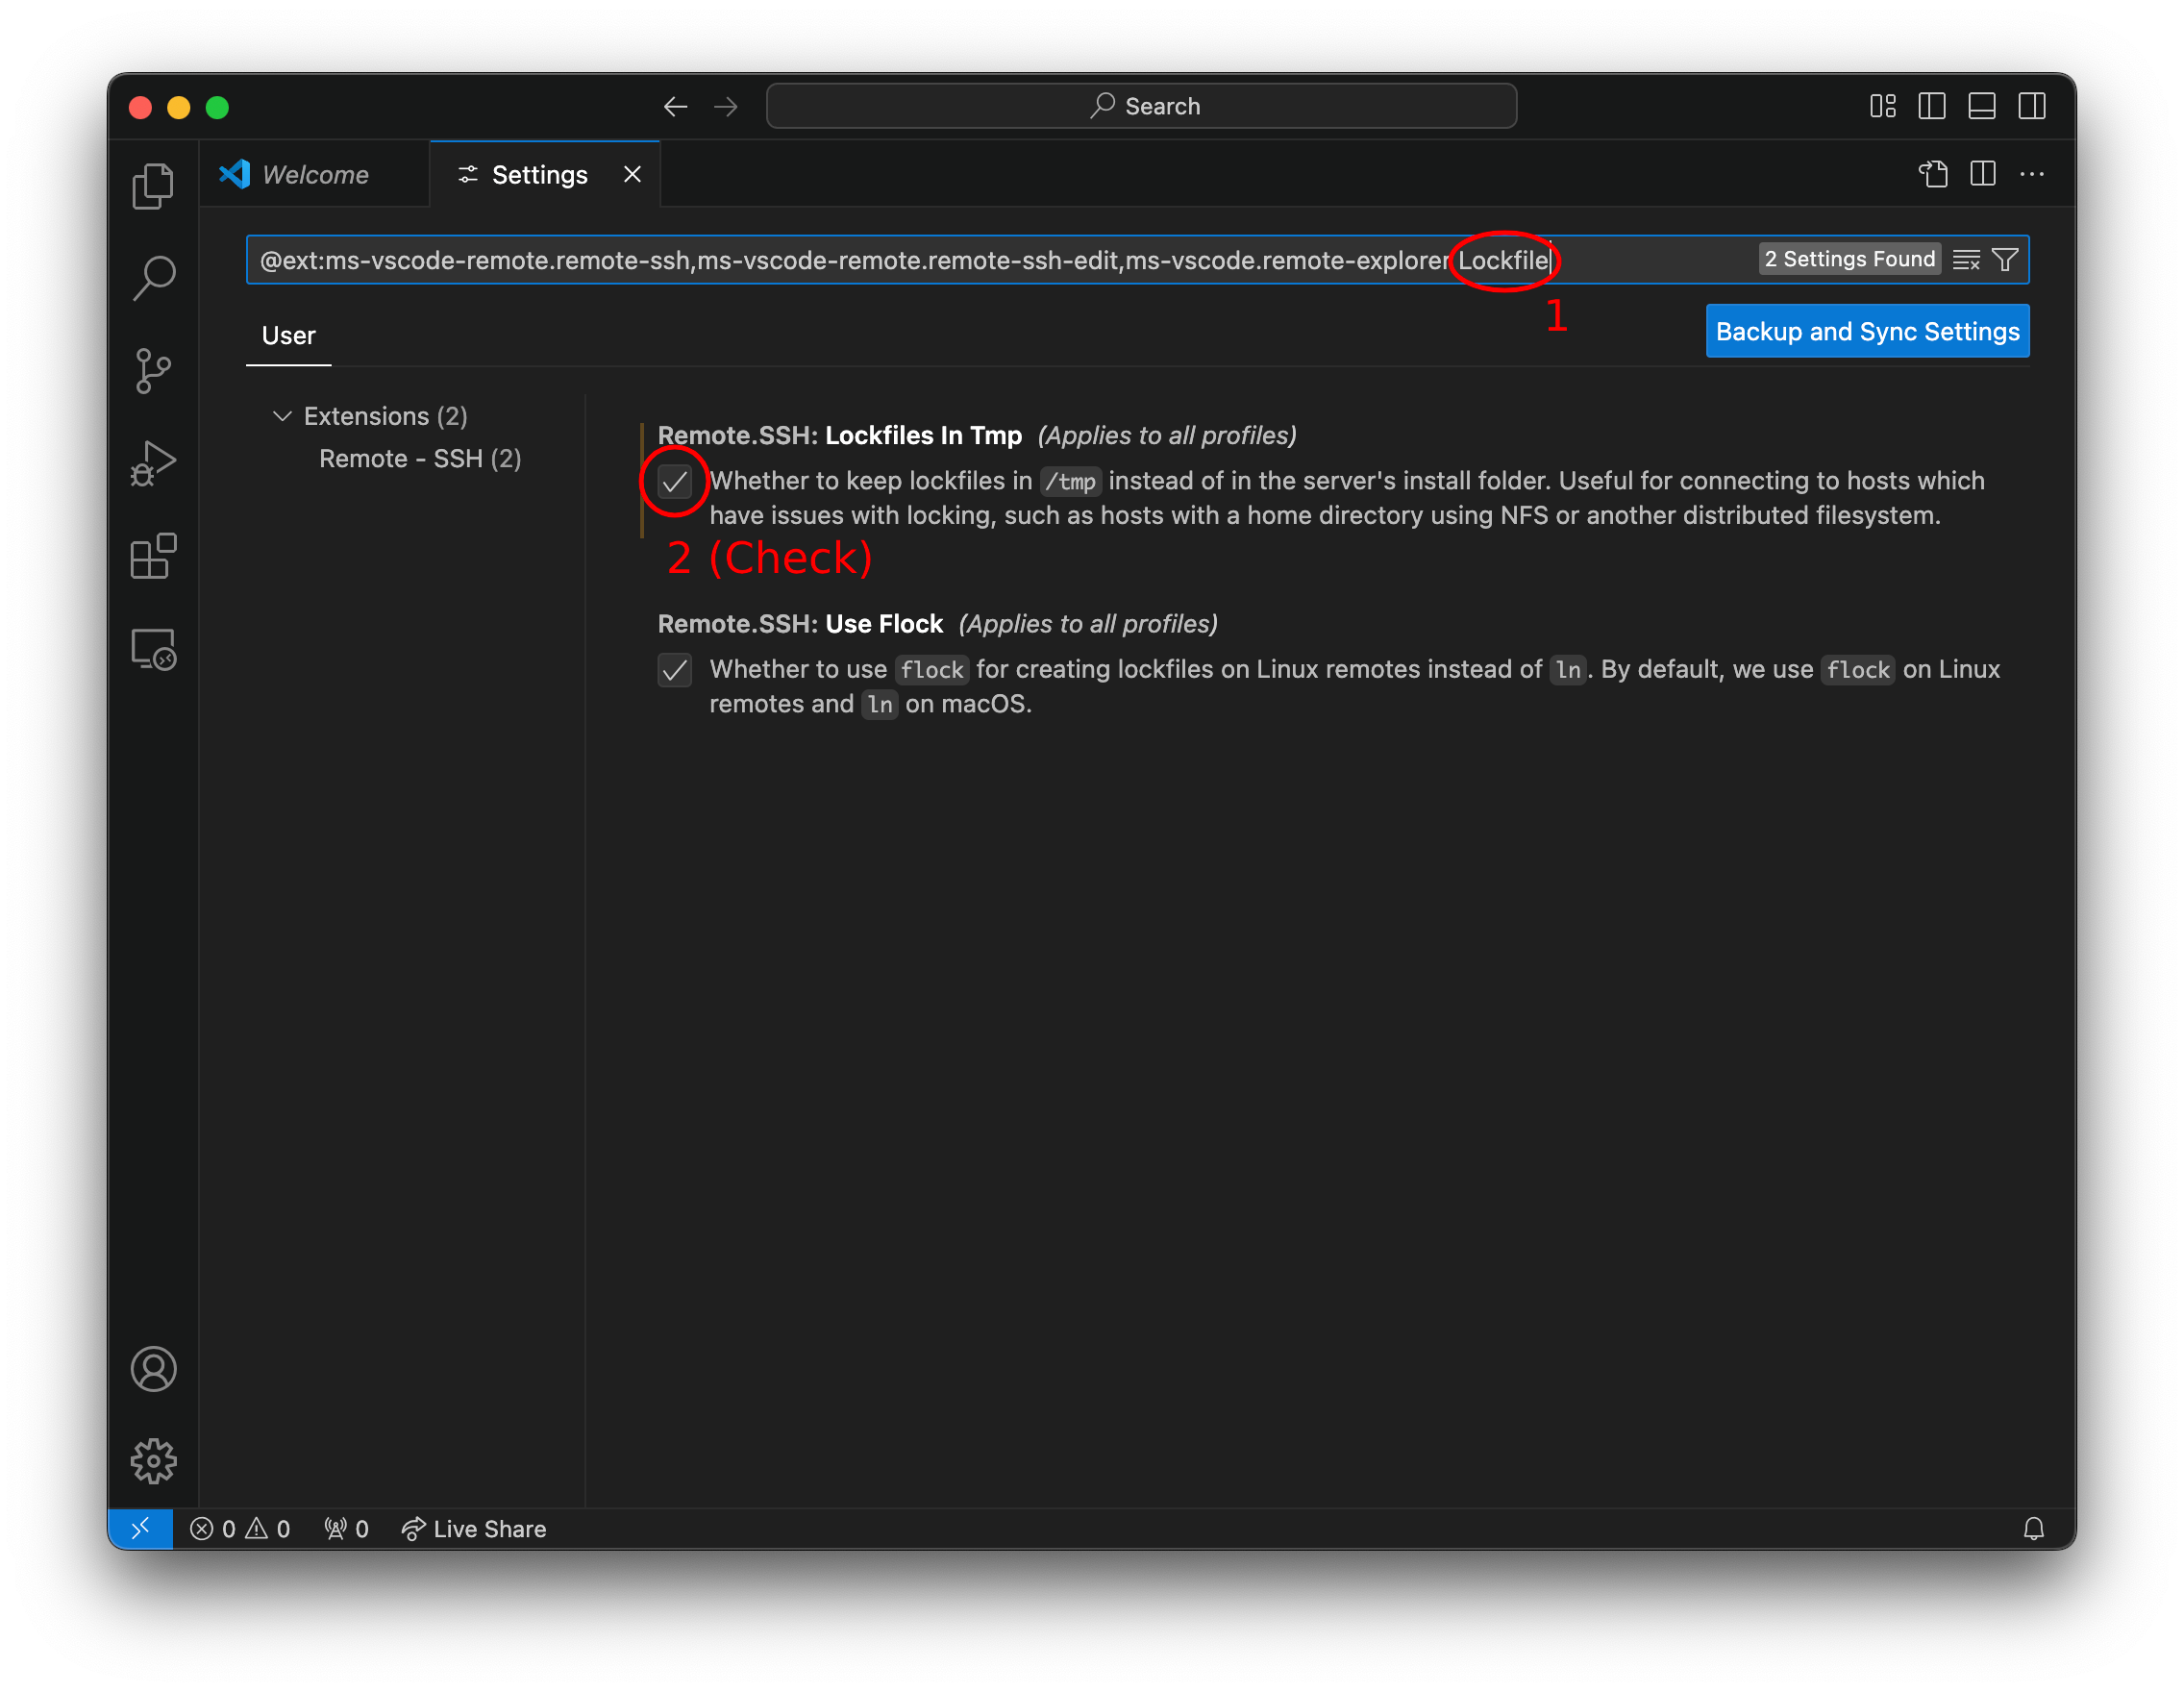 Search
Welcome
Settings
@ext:ms-vscode-remote.remote-ssh,ms-vscode-remote.remote-ssh-edit,ms-vscode.remote-explorer Lockfile
2 Settings Found
1
User
Backup and Sync Settings
Extensions (2)
Remote - SSH (2)
Remote.SSH: Lockfiles In Tmp (Applies to all profiles)
Whether to keep lockfiles in /tmp instead of in the server's install folder. Useful for connecting to hosts which
have issues with locking, such as hosts with a home directory using NFS or another distributed filesystem.
2 (Check)
Remote.SSH: Use Flock (Applies to all profiles)
Whether to use flock for creating lockfiles on Linux remotes instead of ln. By default, we use flock on Linux
remotes and ln on macOS.
0 0 0 Live Share